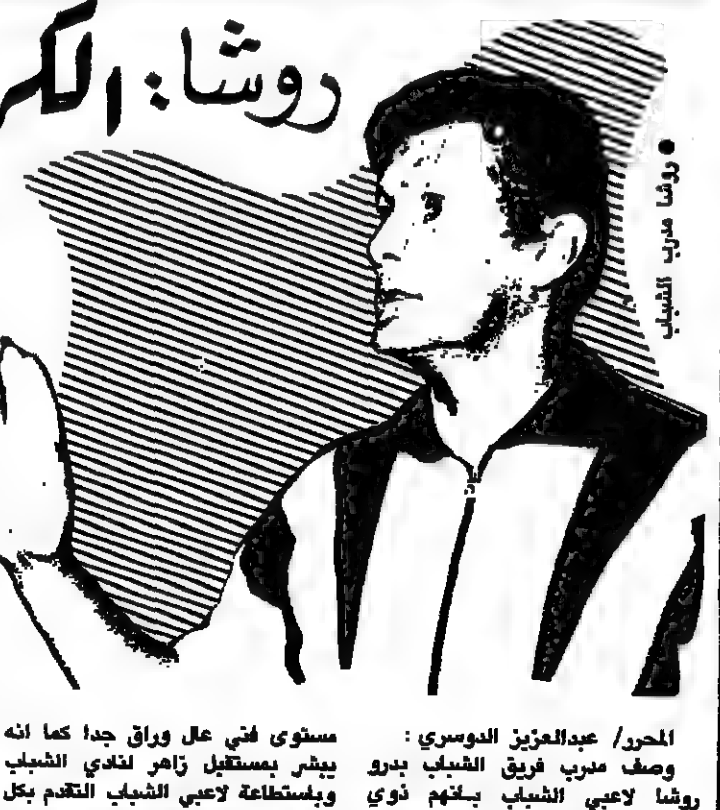 روشا: الكر
● روشا مدرب الشباب
المحرر/ عبدالعزيز الدوسري :
وصف مدرب فريق الشباب بدرو
روشا لاعبي الشباب بانهم ذوي
مستوى فني عال وراق جدا كما انه
يبشر بمستقبل زاهر لنادي الشباب
وباستطاعة لاعبي الشباب التقدم بكل